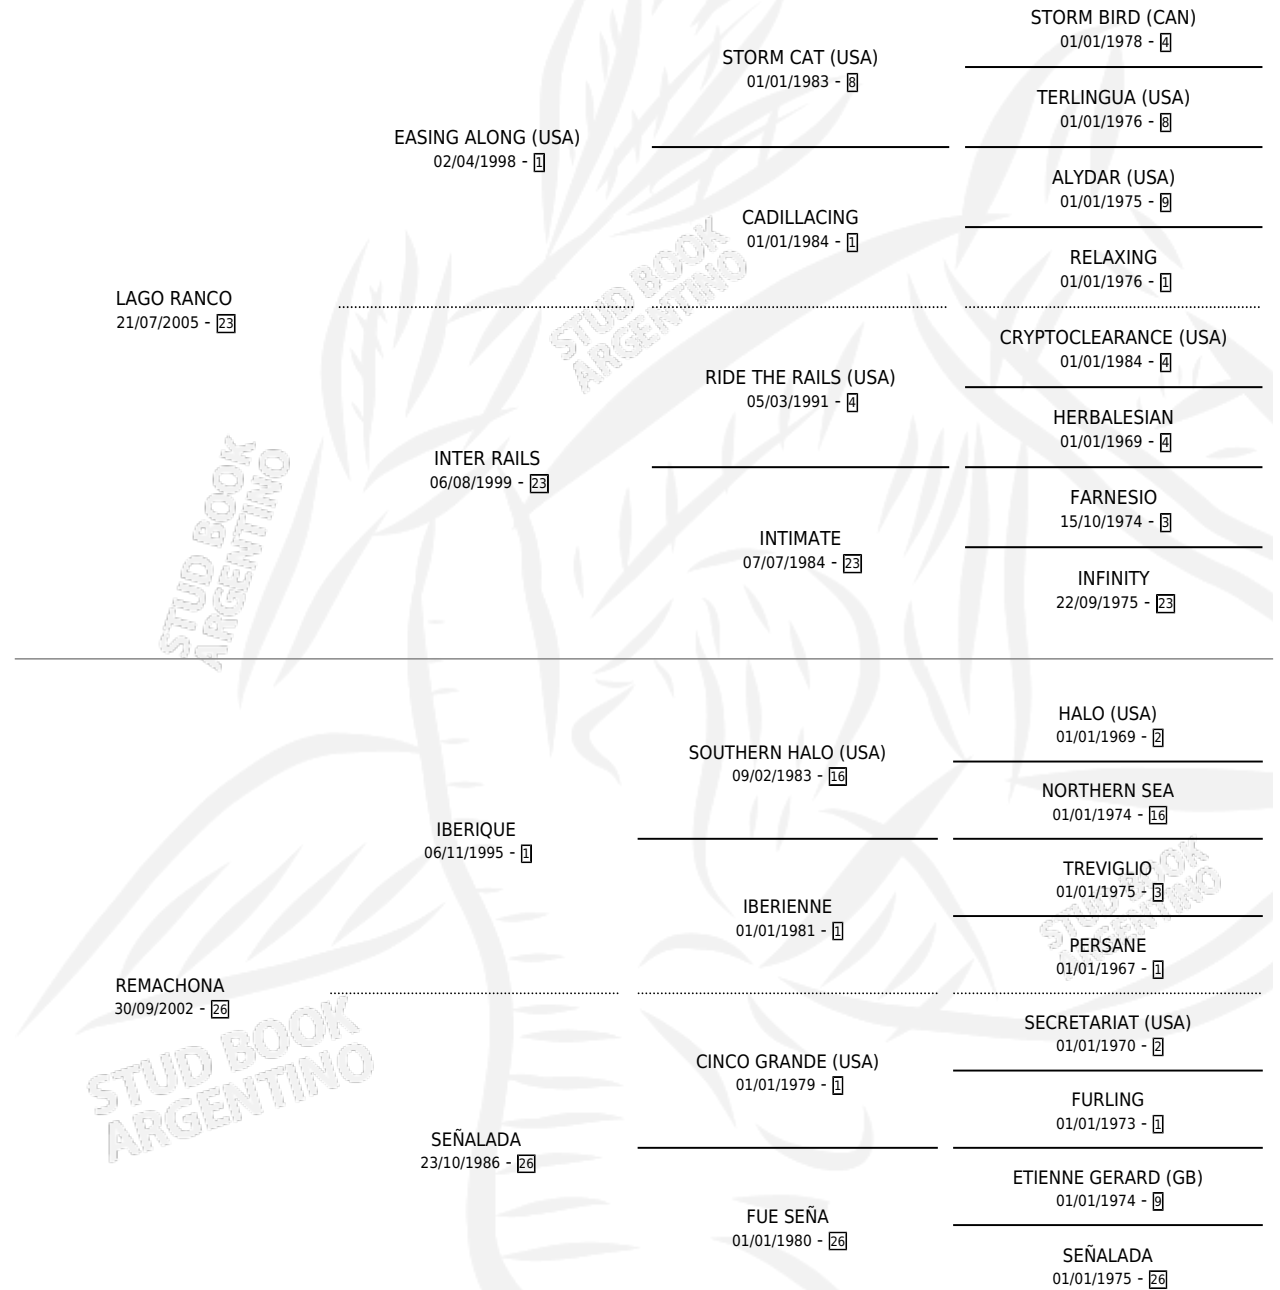 STORM BIRD (CAN)
01/01/1978 - 4
STORM CAT (USA)
01/01/1983 - 8
TERLINGUA (USA)
01/01/1976 - 8
EASING ALONG (USA)
02/04/1998 - 1
ALYDAR (USA)
01/01/1975 - 9
CADILLACING
01/01/1984 - 1
RELAXING
01/01/1976 - 1
LAGO RANCO
21/07/2005 - 23
STUD BOOK
ARGENTINO
CRYPTOCLEARANCE (USA)
01/01/1984 - 4
RIDE THE RAILS (USA)
05/03/1991 - 4
HERBALESIAN
01/01/1969 - 4
INTER RAILS
06/08/1999 - 23
FARNESIO
15/10/1974 - 3
INTIMATE
07/07/1984 - 23
INFINITY
22/09/1975 - 23
STUD BOOK
ARGENTINO
HALO (USA)
01/01/1969 - 2
SOUTHERN HALO (USA)
09/02/1983 - 16
NORTHERN SEA
01/01/1974 - 16
IBERIQUE
06/11/1995 - 1
TREVIGLIO
01/01/1975 - 3
IBERIENNE
01/01/1981 - 1
PERSANE
01/01/1967 - 1
STUD BOOK
ARGENTINO
REMACHONA
30/09/2002 - 26
SECRETARIAT (USA)
01/01/1970 - 2
CINCO GRANDE (USA)
01/01/1979 - 1
FURLING
01/01/1973 - 1
STUD BOOK
ARGENTINO
SEÑALADA
23/10/1986 - 26
ETIENNE GERARD (GB)
01/01/1974 - 9
FUE SEÑA
01/01/1980 - 26
SEÑALADA
01/01/1975 - 26